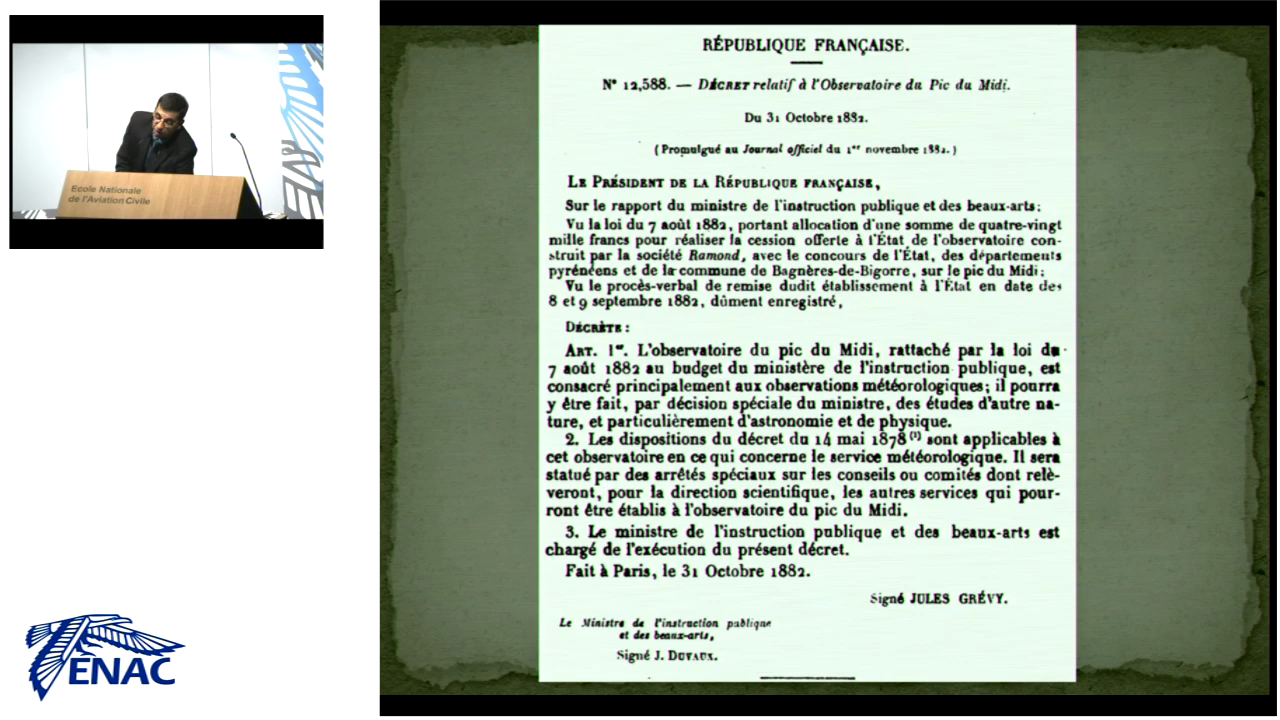 Ecole Nationale
de l'Aviation Civile
ENAC
RÉPUBLIQUE FRANÇAISE.
N° 12,588. — DÉCRET relatif à l'Observatoire du Pic du Midi.
Du 31 Octobre 1882.
(Promulgué au Journal officiel du 1er novembre 1882.)
LE PRÉSIDENT DE LA RÉPUBLIQUE FRANÇAISE,
Sur le rapport du ministre de l'instruction publique et des beaux-arts;
Vu la loi du 7 août 1882, portant allocation d'une somme de quatre-vingt
mille francs pour réaliser la cession offerte à l'État de l'observatoire con-
struit par la société Ramond, avec le concours de l'État, des départements
pyrénéens et de la commune de Bagnères-de-Bigorre, sur le pic du Midi;
Vu le procès-verbal de remise dudit établissement à l'État en date des
8 et 9 septembre 1882, dûment enregistré,
DÉCRÈTE:
ART. 1er. L'observatoire du pic du Midi, rattaché par la loi du
7 août 1882 au budget du ministère de l'instruction publique, est
consacré principalement aux observations météorologiques; il pourra
y être fait, par décision spéciale du ministre, des études d'autre na-
ture, et particulièrement d'astronomie et de physique.
2. Les dispositions du décret du 14 mai 1878 (1) sont applicables à
cet observatoire en ce qui concerne le service météorologique. Il sera
statué par des arrêtés spéciaux sur les conseils ou comités dont relè-
veront, pour la direction scientifique, les autres services qui pour-
ront être établis à l'observatoire du pic du Midi.
3. Le ministre de l'instruction publique et des beaux-arts est
chargé de l'exécution du présent décret.
Fait à Paris, le 31 Octobre 1882.
Signé JULES GRÉVY.
Le Ministre de l'instruction publique
et des beaux-arts,
Signé J. DUVAUX.